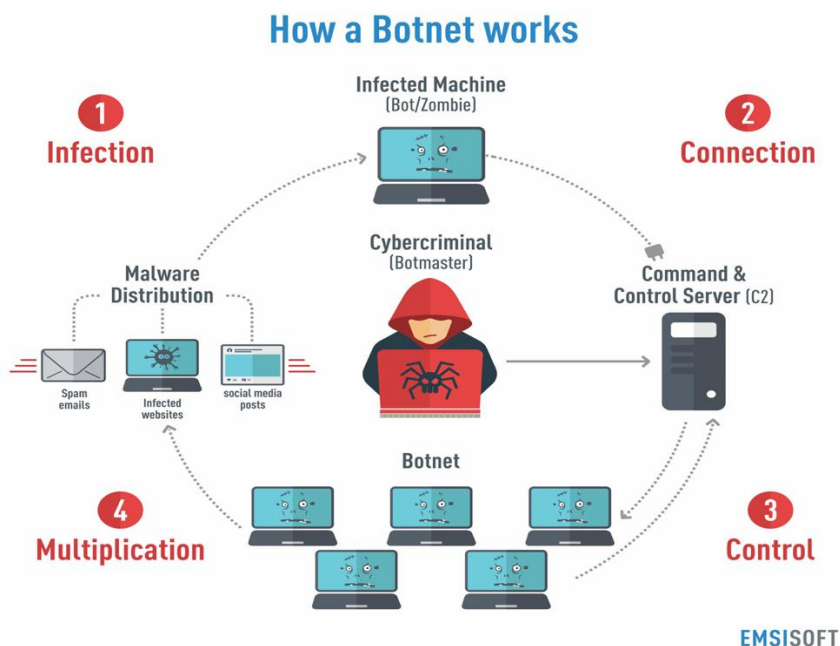 How a Botnet works
1
Infection
Infected Machine
(Bot/Zombie)
2
Connection
Malware
Distribution
Spam
emails
Infected
websites
social media
posts
Cybercriminal
(Botmaster)
Command &
Control Server (C2)
4
Multiplication
Botnet
3
Control
EMSISOFT